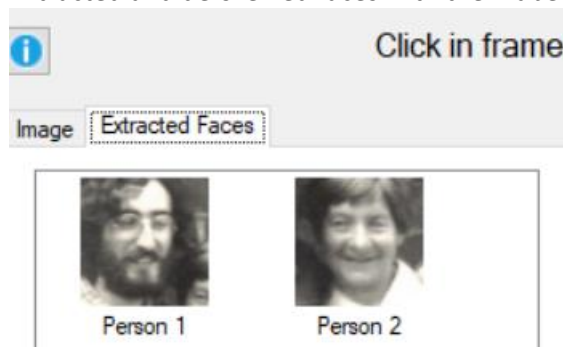 Click in frame
Image
Extracted Faces
Person 1
Person 2